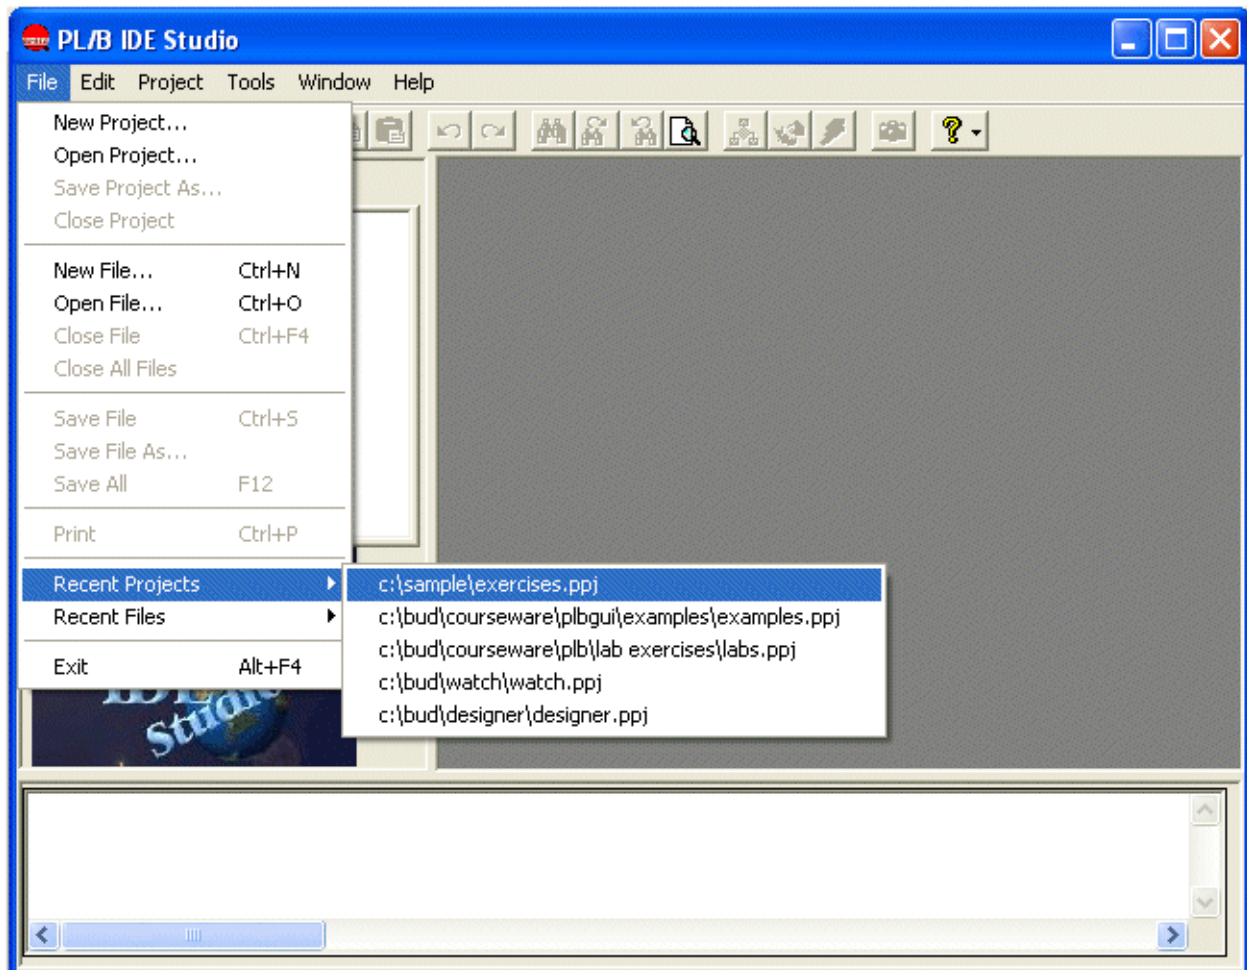 PL/B IDE Studio
File Edit Project Tools Window Help
New Project...
Open Project...
Save Project As...
Close Project
New File... Ctrl+N
Open File... Ctrl+O
Close File Ctrl+F4
Close All Files
Save File Ctrl+S
Save File As...
Save All F12
Print Ctrl+P
Recent Projects
c:\sample\exercises.ppj
Recent Files
c:\bud\courseware\plbgui\examples\examples.ppj
c:\bud\courseware\plb\lab exercises\labs.ppj
Exit Alt+F4
c:\bud\watch\watch.ppj
c:\bud\designer\designer.ppj
Studio